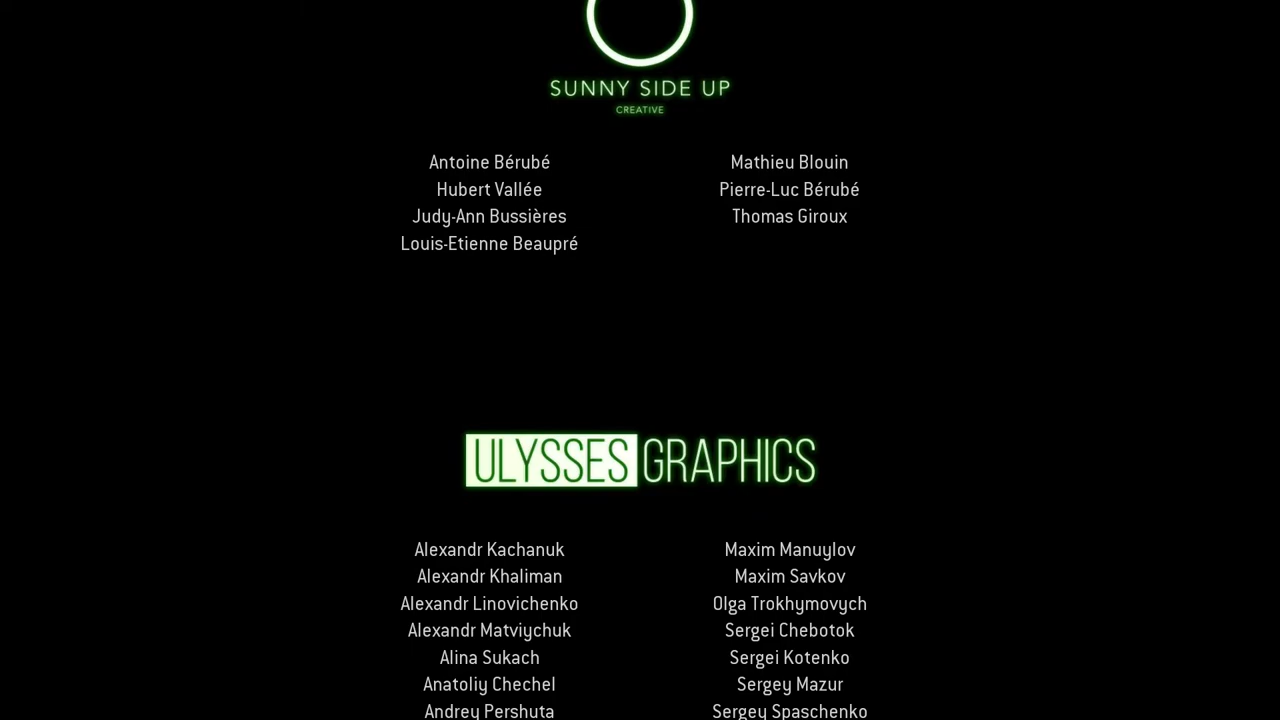 SUNNY SIDE UP
CREATIVE
Antoine Bérubé
Hubert Vallée
Judy-Ann Bussières
Louis-Etienne Beaupré
Mathieu Blouin
Pierre-Luc Bérubé
Thomas Giroux
ULYSSES GRAPHICS
Alexandr Kachanuk
Alexandr Khaliman
Alexandr Linovichenko
Alexandr Matviychuk
Alina Sukach
Anatoliy Chechel
Andrey Pershuta
Maxim Manuylov
Maxim Savkov
Olga Trokhymovych
Sergei Chebotok
Sergei Kotenko
Sergey Mazur
Sergey Spaschenko